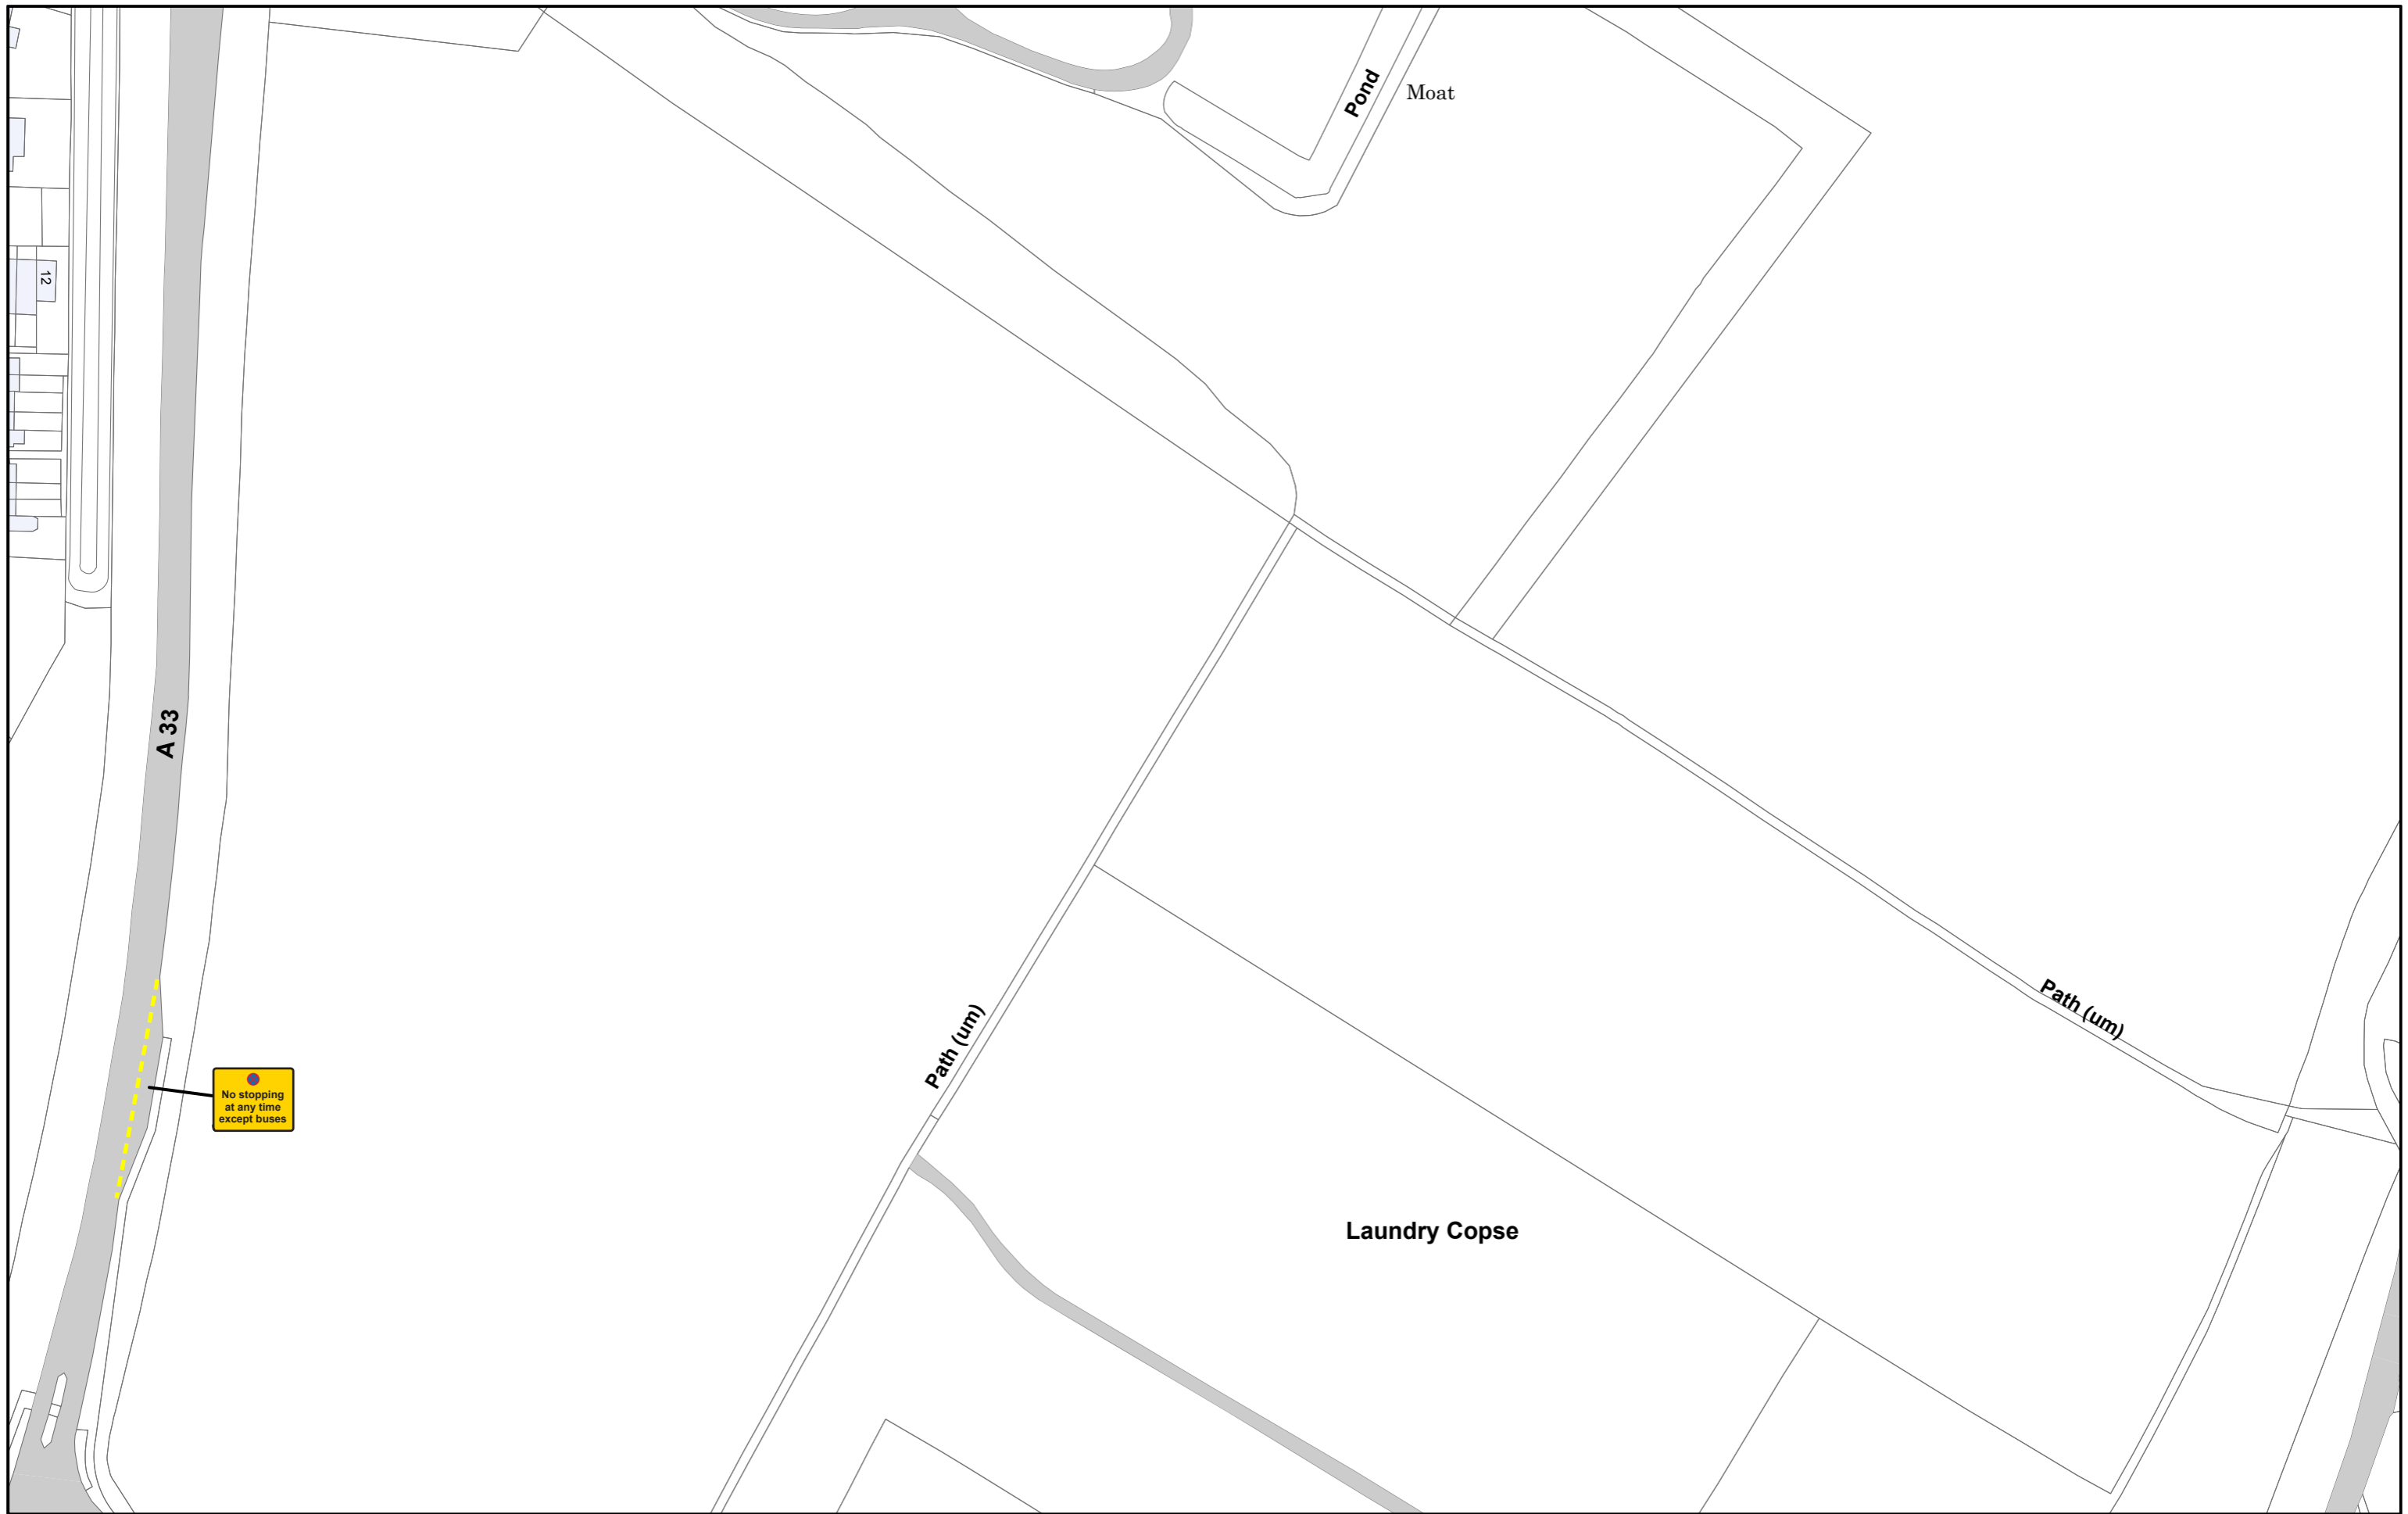 Pond
Moat
12
A 33
Path (um)
Path (um)
No stopping
at any time
except buses
Laundry Copse